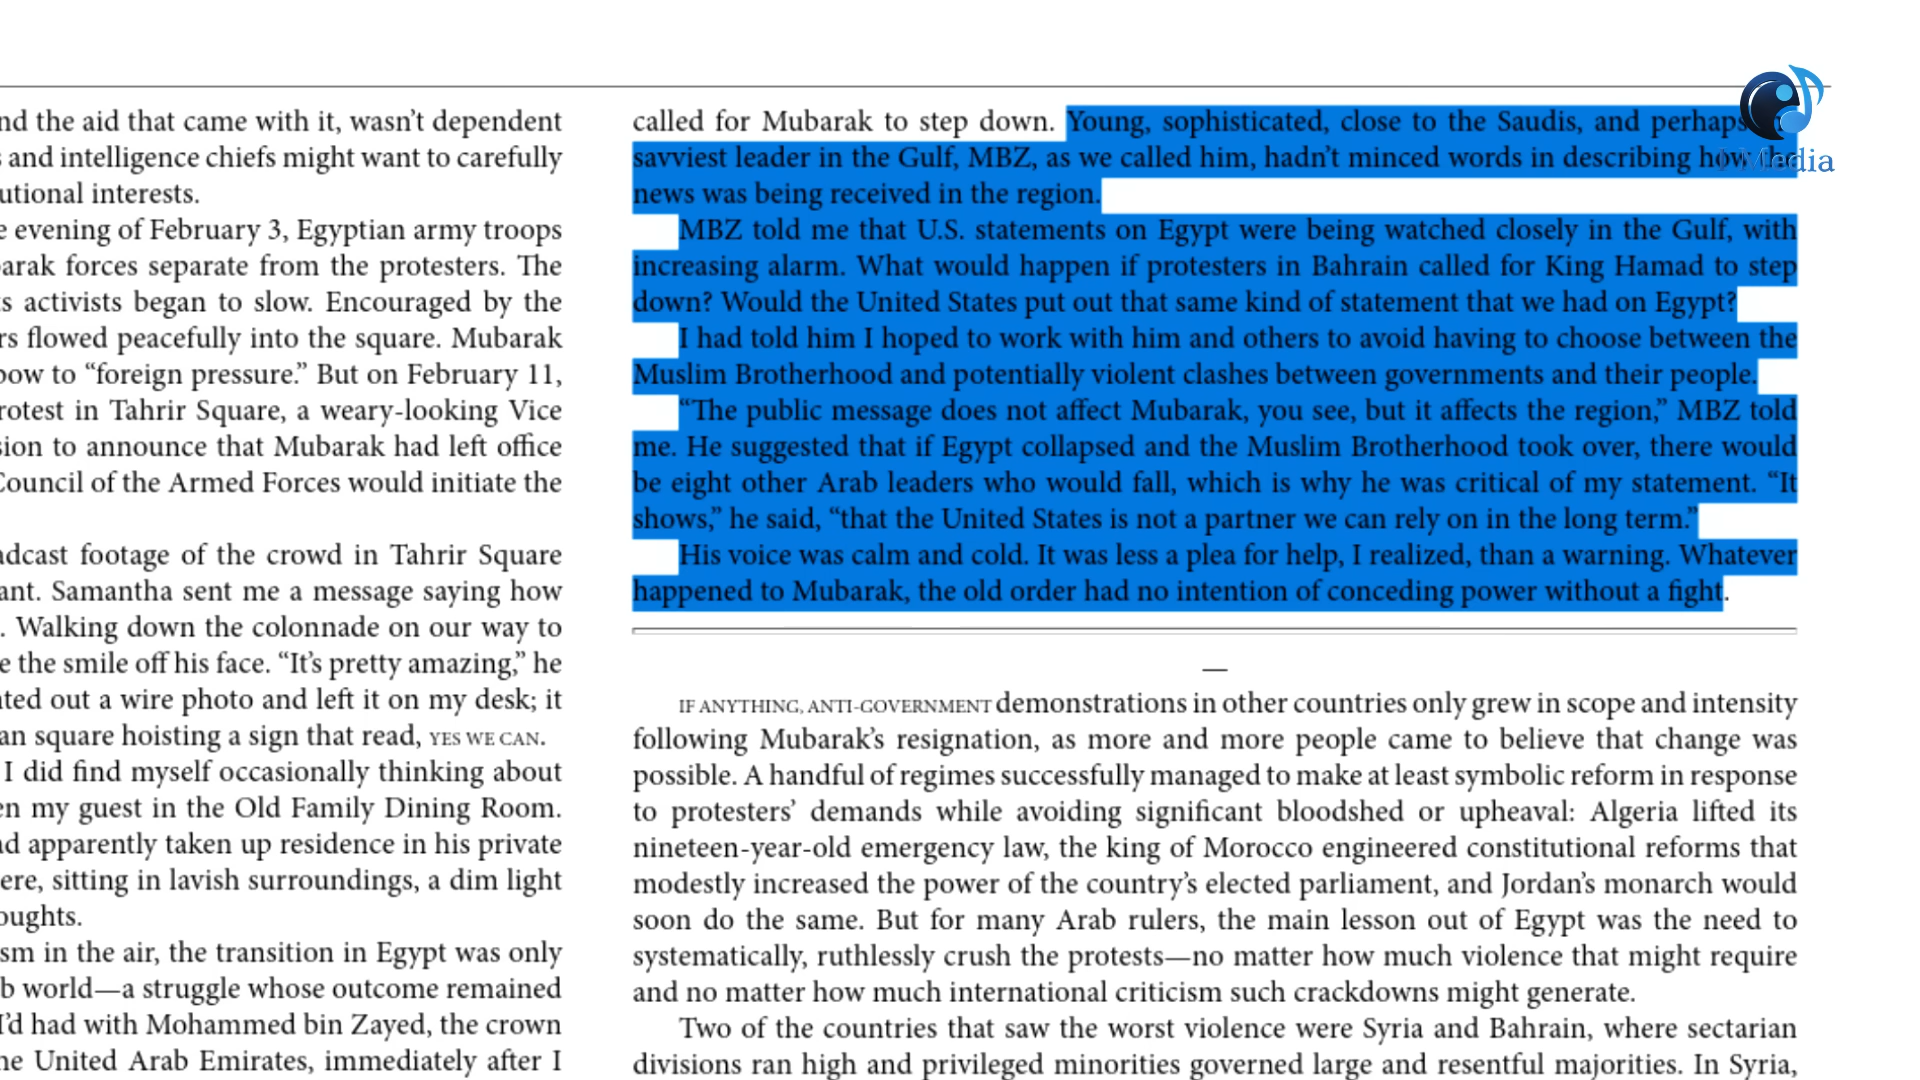 nd the aid that came with it, wasn’t dependent
and intelligence chiefs might want to carefully
utional interests.
e evening of February 3, Egyptian army troops
barak forces separate from the protesters. The
s activists began to slow. Encouraged by the
rs flowed peacefully into the square. Mubarak
bow to “foreign pressure.” But on February 11,
rotest in Tahrir Square, a weary-looking Vice
sion to announce that Mubarak had left office
Council of the Armed Forces would initiate the
adcast footage of the crowd in Tahrir Square
ant. Samantha sent me a message saying how
. Walking down the colonnade on our way to
e the smile off his face. “It’s pretty amazing,” he
nted out a wire photo and left it on my desk; it
an square hoisting a sign that read, YES WE CAN.
I did find myself occasionally thinking about
en my guest in the Old Family Dining Room.
ad apparently taken up residence in his private
ere, sitting in lavish surroundings, a dim light
oughts.
ism in the air, the transition in Egypt was only
b world—a struggle whose outcome remained
I’d had with Mohammed bin Zayed, the crown
he United Arab Emirates, immediately after I
called for Mubarak to step down. Young, sophisticated, close to the Saudis, and perhaps
savviest leader in the Gulf, MBZ, as we called him, hadn’t minced words in describing how
news was being received in the region.
MBZ told me that U.S. statements on Egypt were being watched closely in the Gulf, with
increasing alarm. What would happen if protesters in Bahrain called for King Hamad to step
down? Would the United States put out that same kind of statement that we had on Egypt?
I had told him I hoped to work with him and others to avoid having to choose between the
Muslim Brotherhood and potentially violent clashes between governments and their people.
“The public message does not affect Mubarak, you see, but it affects the region,” MBZ told
me. He suggested that if Egypt collapsed and the Muslim Brotherhood took over, there would
be eight other Arab leaders who would fall, which is why he was critical of my statement. “It
shows,” he said, “that the United States is not a partner we can rely on in the long term.”
His voice was calm and cold. It was less a plea for help, I realized, than a warning. Whatever
happened to Mubarak, the old order had no intention of conceding power without a fight.
—
IF ANYTHING, ANTI-GOVERNMENT demonstrations in other countries only grew in scope and intensity
following Mubarak’s resignation, as more and more people came to believe that change was
possible. A handful of regimes successfully managed to make at least symbolic reform in response
to protesters’ demands while avoiding significant bloodshed or upheaval: Algeria lifted its
nineteen-year-old emergency law, the king of Morocco engineered constitutional reforms that
modestly increased the power of the country’s elected parliament, and Jordan’s monarch would
soon do the same. But for many Arab rulers, the main lesson out of Egypt was the need to
systematically, ruthlessly crush the protests—no matter how much violence that might require
and no matter how much international criticism such crackdowns might generate.
Two of the countries that saw the worst violence were Syria and Bahrain, where sectarian
divisions ran high and privileged minorities governed large and resentful majorities. In Syria,